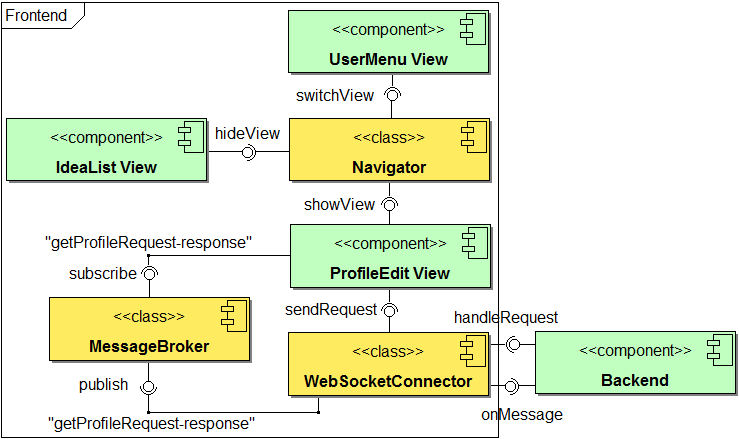 Frontend
<<component>>
UserMenu View
switchView
<<component>>
IdeaList View
hideView
<<class>>
Navigator
showView
"getProfileRequest-response"
<<component>>
ProfileEdit View
subscribe
sendRequest
<<class>>
MessageBroker
handleRequest
<<class>>
WebSocketConnector
<<component>>
Backend
publish
onMessage
"getProfileRequest-response"